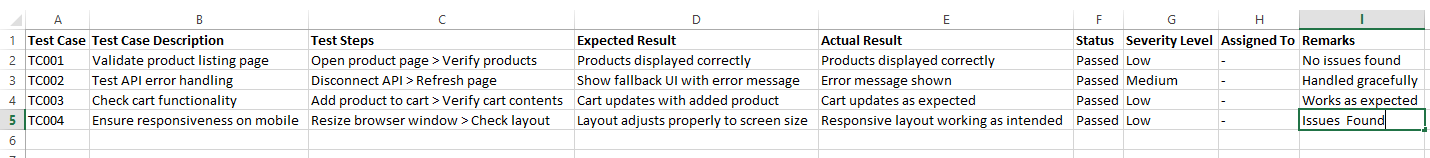 A B C D E F G H I
1 Test Case Test Case Description Test Steps Expected Result Actual Result Status Severity Level Assigned To Remarks
2 TC001 Validate product listing page Open product page > Verify products Products displayed correctly Products displayed correctly Passed Low - No issues found
3 TC002 Test API error handling Disconnect API > Refresh page Show fallback UI with error message Error message shown Passed Medium - Handled gracefully
4 TC003 Check cart functionality Add product to cart > Verify cart contents Cart updates with added product Cart updates as expected Passed Low - Works as expected
5 TC004 Ensure responsiveness on mobile Resize browser window > Check layout Layout adjusts properly to screen size Responsive layout working as intended Passed Low - Issues  Found
6